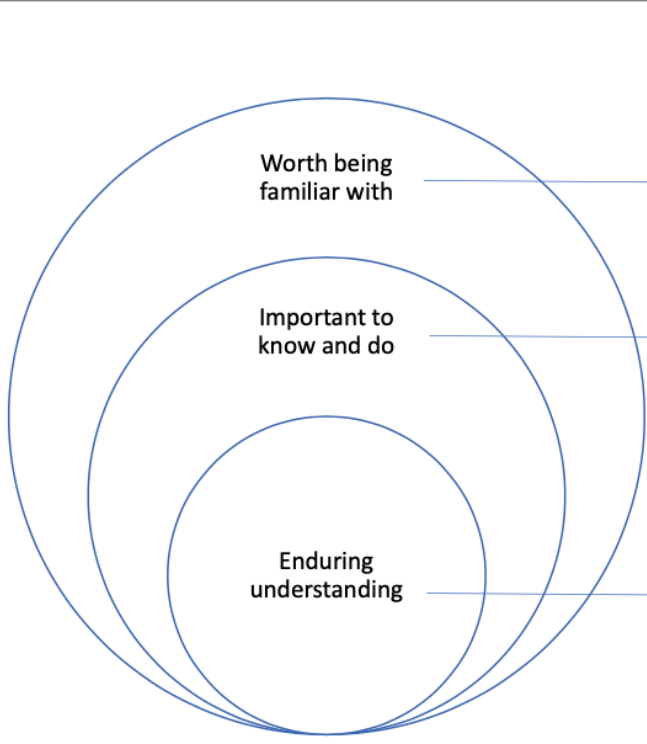 Worth being
familiar with
Important to
know and do
Enduring
understanding